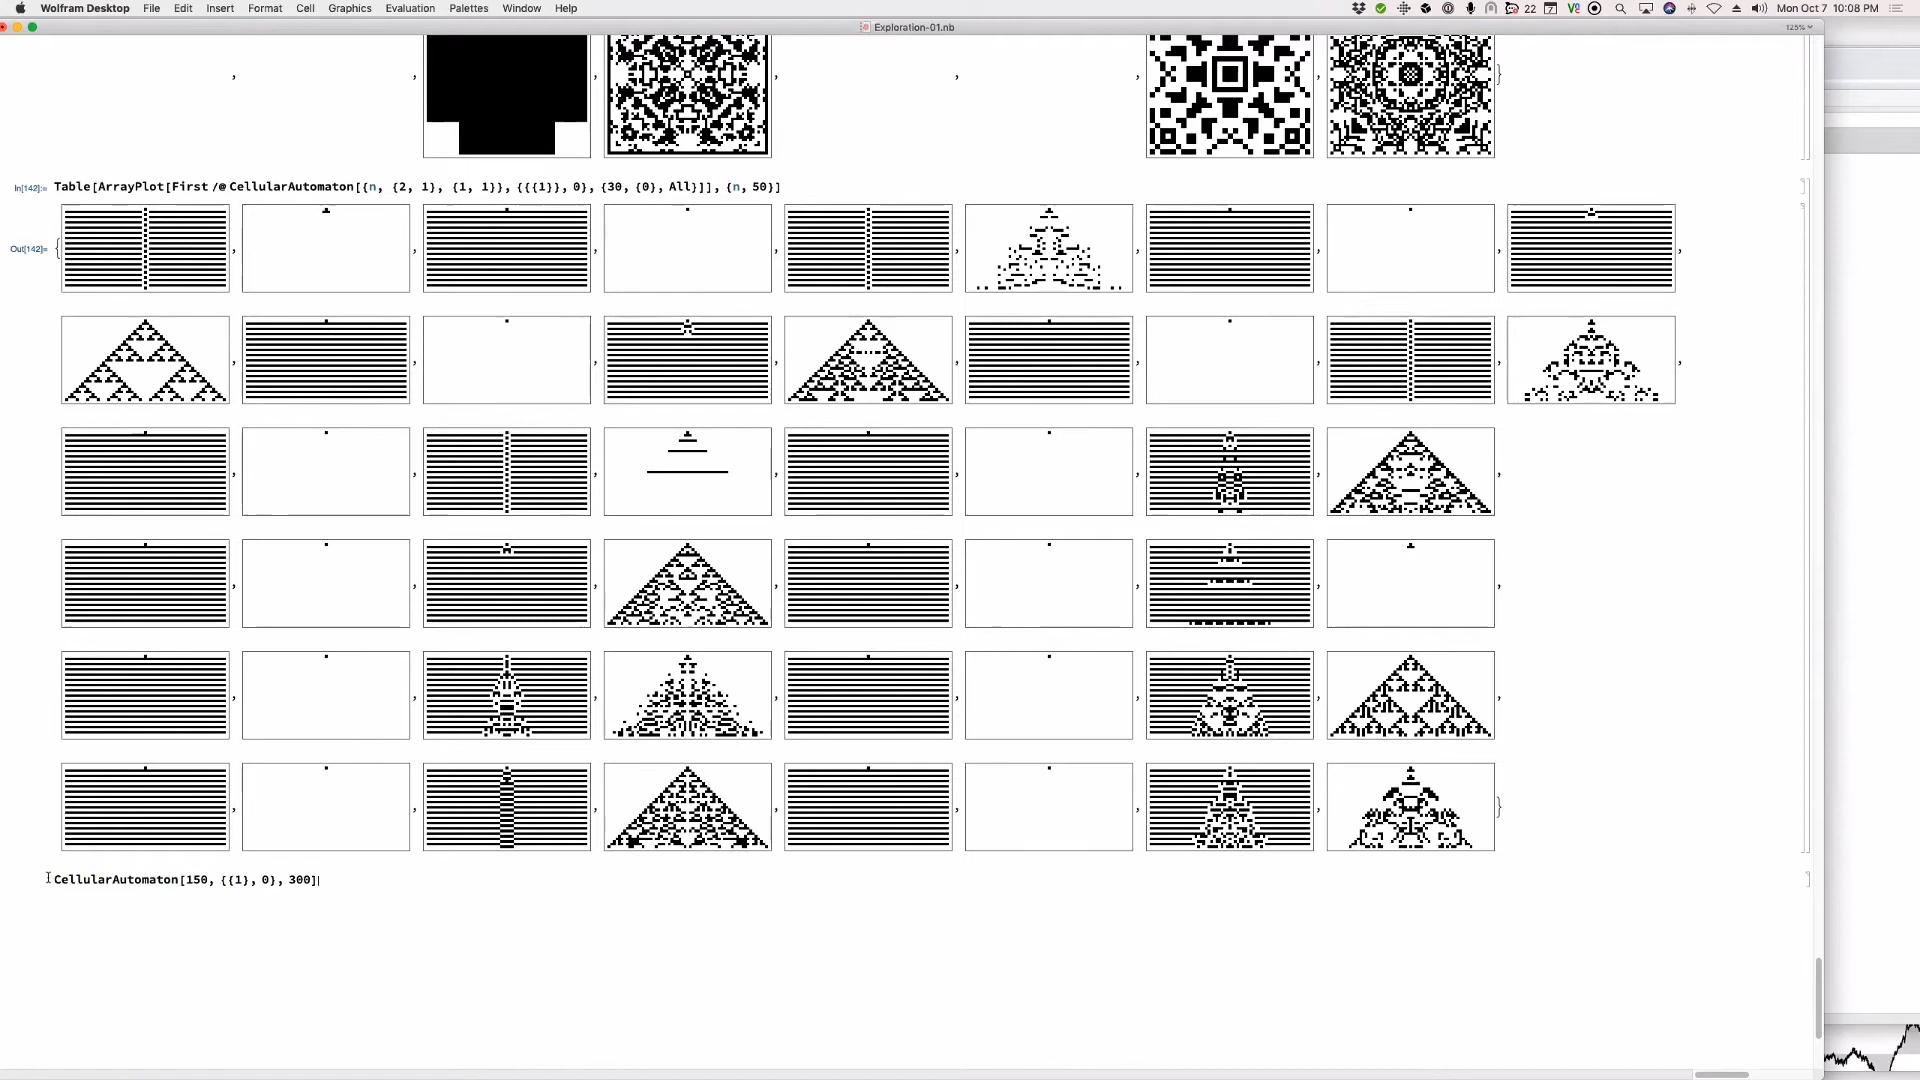 Wolfram Desktop File Edit Insert Format Cell Graphics Evaluation Palettes Window Help 22 Mon Oct 7 10:08 PM
Exploration-01.nb 125%
, , , , , , }
In[142]:= Table[ArrayPlot[First /@ CellularAutomaton[{n, {2, 1}, {1, 1}}, {{{1}}, 0}, {30, {0}, All}]], {n, 50}]
Out[142]= { , , , , , , , , ,
, , , , , , , , ,
, , , , , , , ,
, , , , , , , ,
, , , , , , , ,
, , , , , , , }
CellularAutomaton[150, {{1}, 0}, 300]